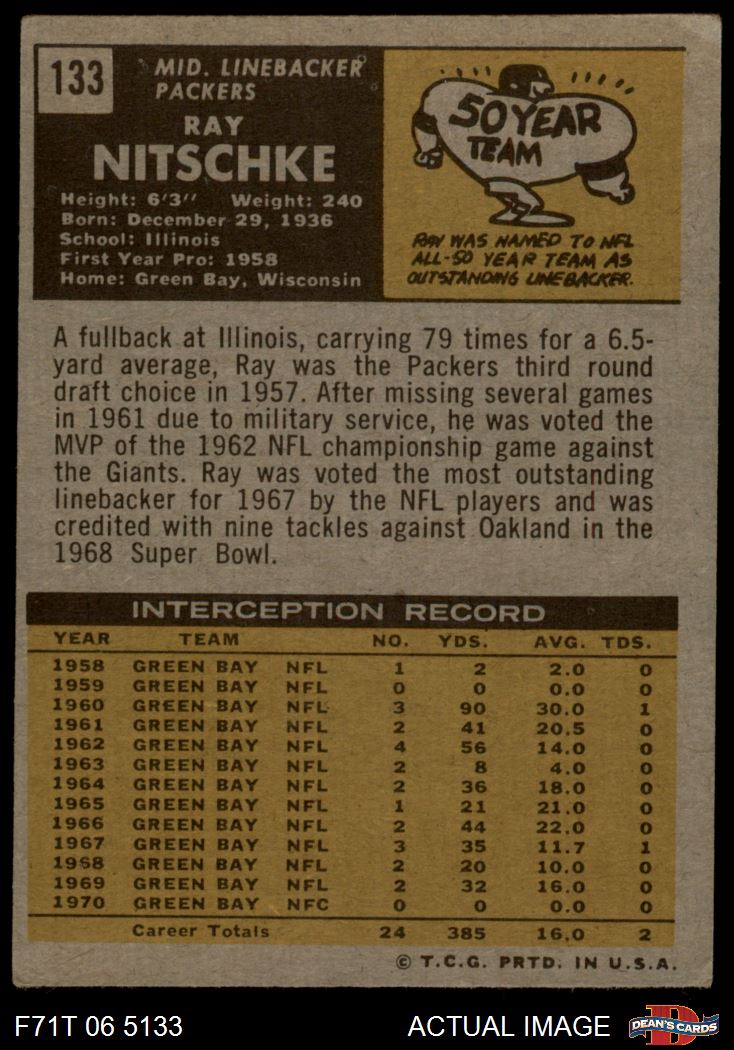 133
MID. LINEBACKER
PACKERS
RAY
NITSCHKE
Height: 6'3" Weight: 240
Born: December 29, 1936
School: Illinois
First Year Pro: 1958
Home: Green Bay, Wisconsin
50 YEAR
TEAM
RAY WAS NAMED TO NFL
ALL-50 YEAR TEAM AS
OUTSTANDING LINEBACKER.
A fullback at Illinois, carrying 79 times for a 6.5-
yard average, Ray was the Packers third round
draft choice in 1957. After missing several games
in 1961 due to military service, he was voted the
MVP of the 1962 NFL championship game against
the Giants. Ray was voted the most outstanding
linebacker for 1967 by the NFL players and was
credited with nine tackles against Oakland in the
1968 Super Bowl.
INTERCEPTION RECORD
YEAR TEAM NO. YDS. AVG. TDS.
1958 GREEN BAY NFL 1 2 2.0 0
1959 GREEN BAY NFL 0 0 0.0 0
1960 GREEN BAY NFL 3 90 30.0 1
1961 GREEN BAY NFL 2 41 20.5 0
1962 GREEN BAY NFL 4 56 14.0 0
1963 GREEN BAY NFL 2 8 4.0 0
1964 GREEN BAY NFL 2 36 18.0 0
1965 GREEN BAY NFL 1 21 21.0 0
1966 GREEN BAY NFL 2 44 22.0 0
1967 GREEN BAY NFL 3 35 11.7 1
1968 GREEN BAY NFL 2 20 10.0 0
1969 GREEN BAY NFL 2 32 16.0 0
1970 GREEN BAY NFC 0 0 0.0 0
Career Totals 24 385 16.0 2
© T.C.G. PRTD. IN U.S.A.
F71T 06 5133 ACTUAL IMAGE
D
DEAN'S CARDS